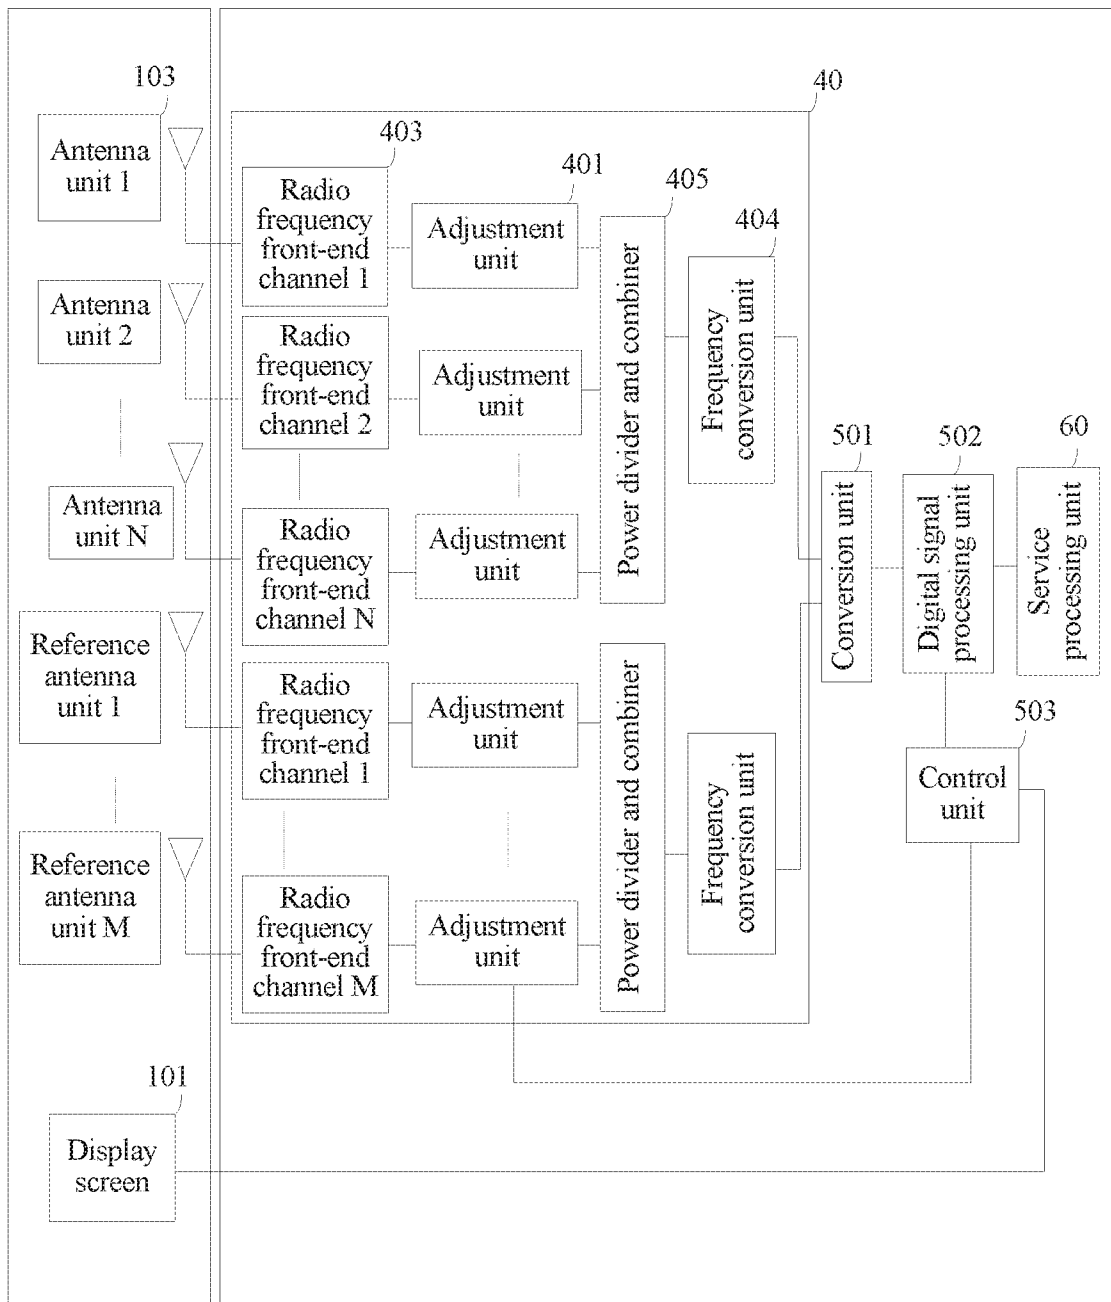 103
Antenna
unit 1
Antenna
unit 2
Antenna
unit N
Reference
antenna
unit 1
Reference
antenna
unit M
101
Display
screen
40
403
Radio
frequency
front-end
channel 1
Radio
frequency
front-end
channel 2
Radio
frequency
front-end
channel N
Radio
frequency
front-end
channel 1
Radio
frequency
front-end
channel M
401
Adjustment
unit
Adjustment
unit
Adjustment
unit
Adjustment
unit
Adjustment
unit
405
Power divider and combiner
Power divider and combiner
404
Frequency
conversion unit
Frequency
conversion unit
501
Conversion unit
502
Digital signal
processing unit
60
Service
processing unit
503
Control
unit